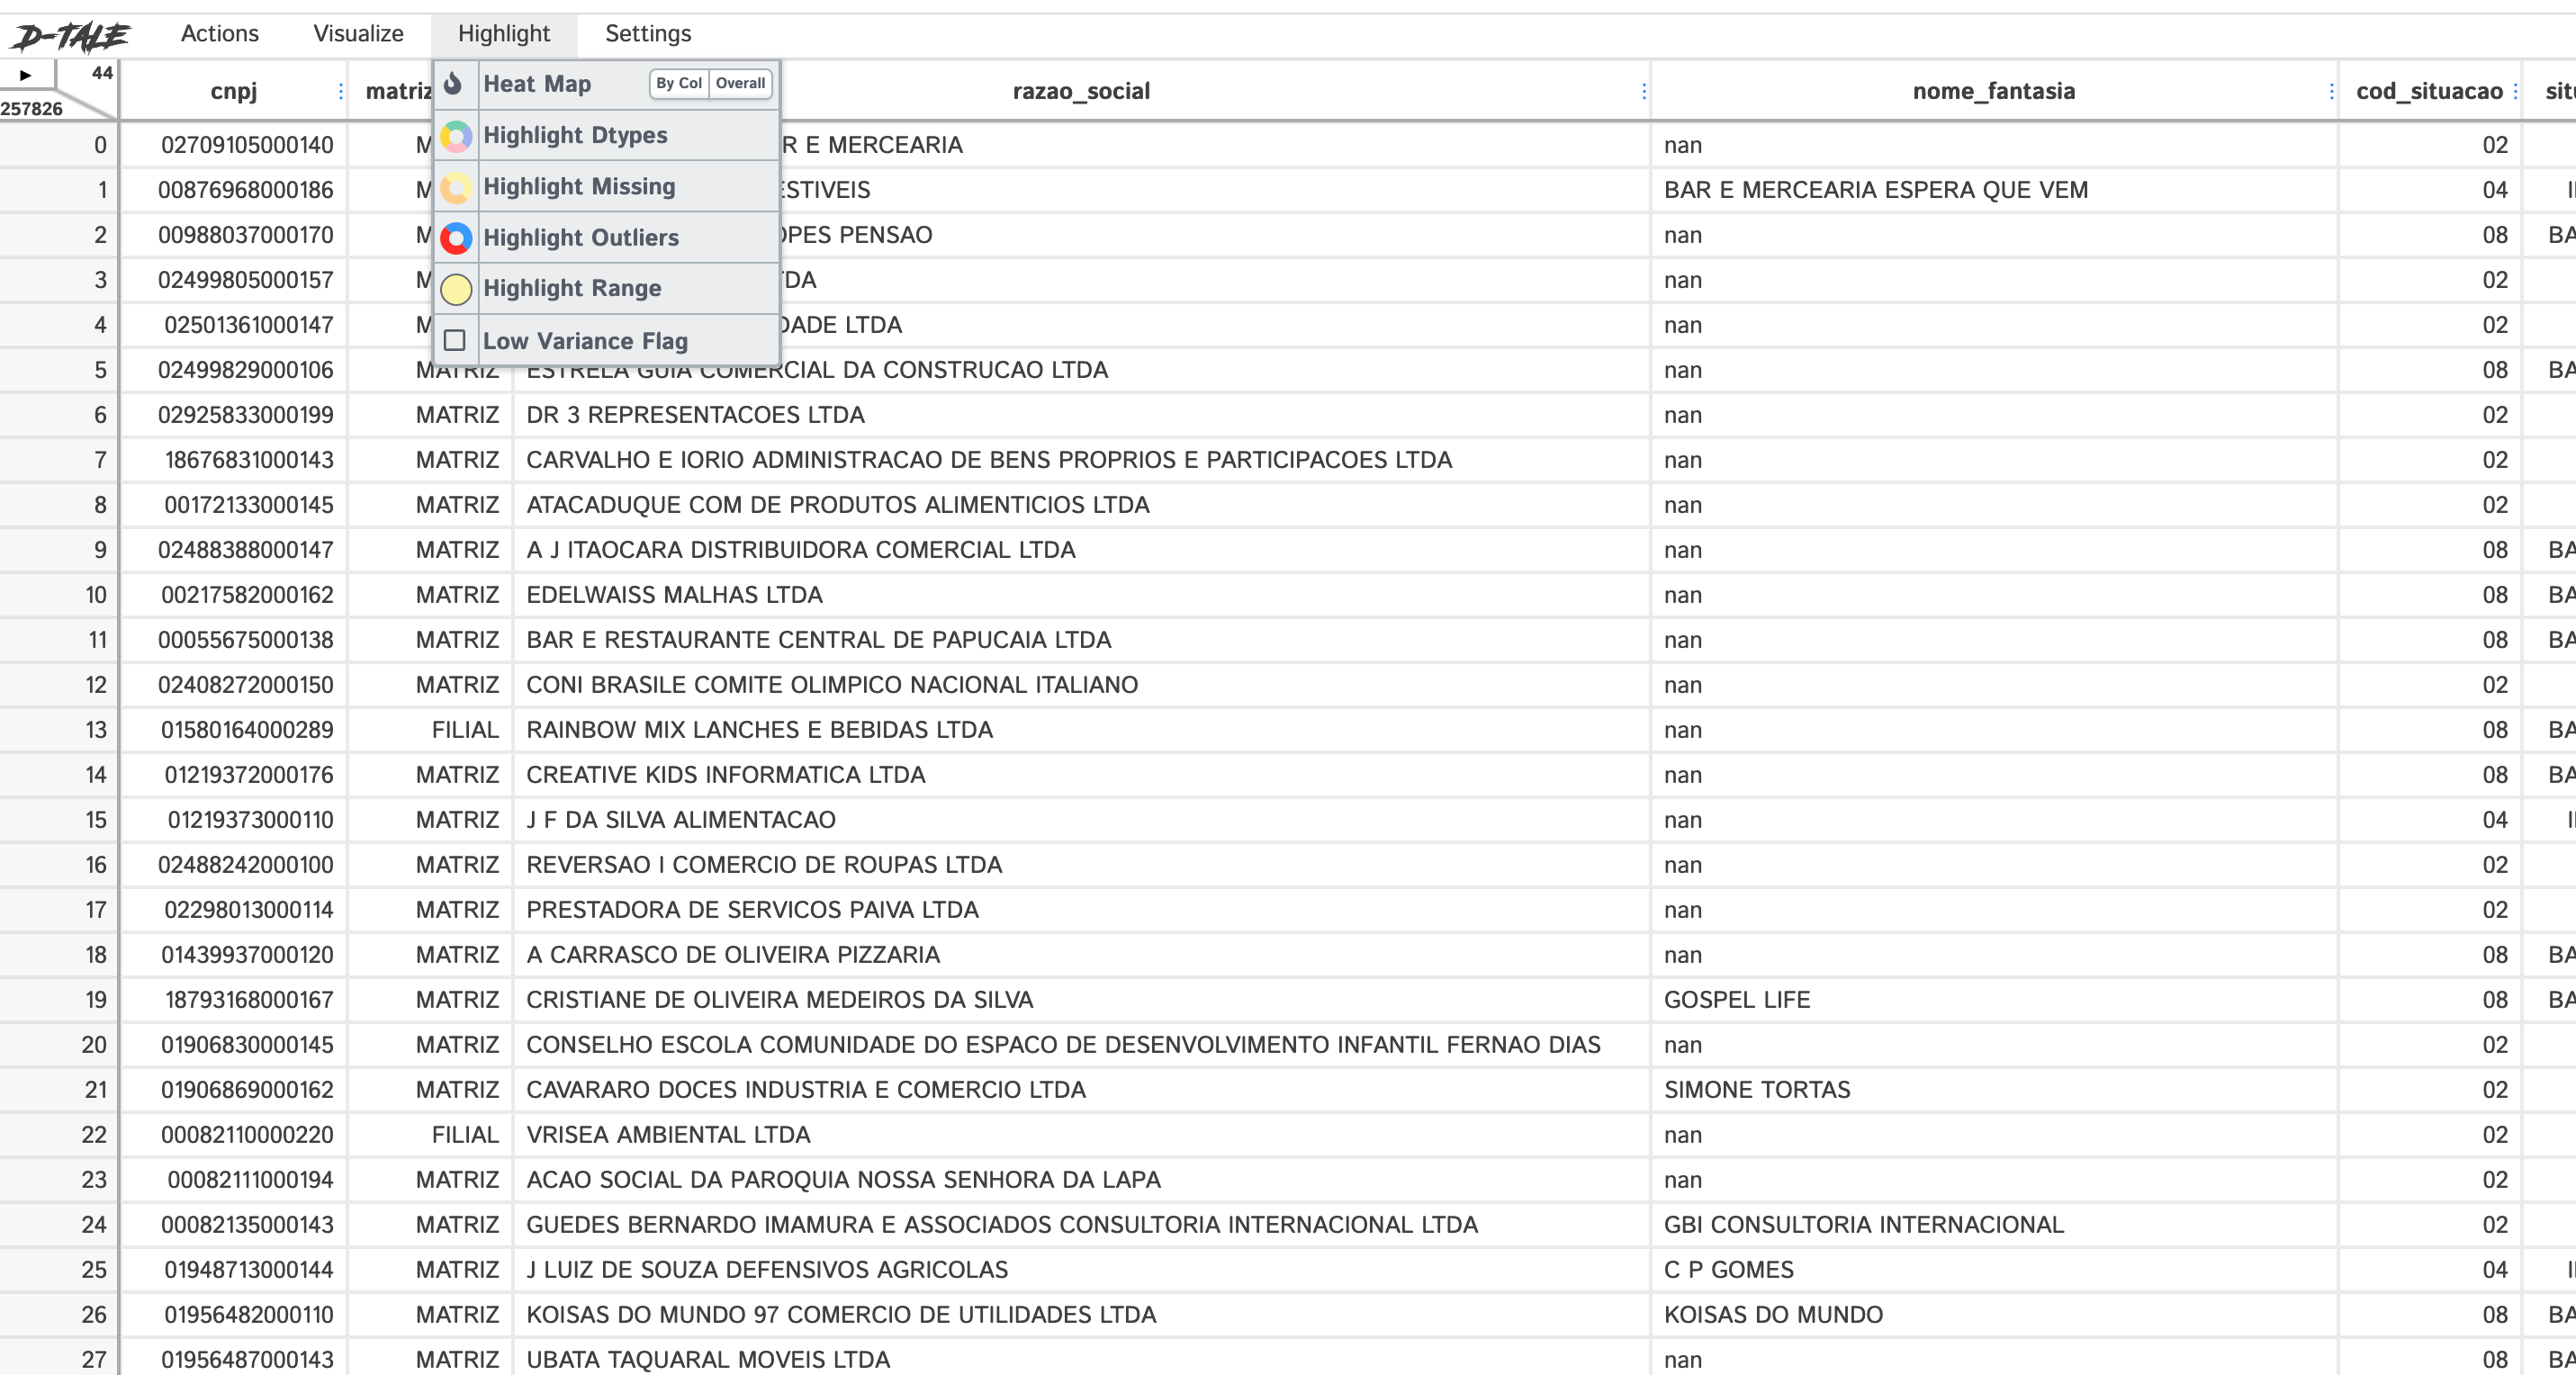 D-TALE Actions Visualize Highlight Settings
44
257826
cnpj matriz razao_social nome_fantasia cod_situacao situ
Heat Map By Col Overall
Highlight Dtypes
Highlight Missing
Highlight Outliers
Highlight Range
Low Variance Flag
0 02709105000140 M R E MERCEARIA nan 02
1 00876968000186 M ESTIVEIS BAR E MERCEARIA ESPERA QUE VEM 04 I
2 00988037000170 M OPES PENSAO nan 08 BA
3 02499805000157 M TDA nan 02
4 02501361000147 M DADE LTDA nan 02
5 02499829000106 MATRIZ ESTRELA GUIA COMERCIAL DA CONSTRUCAO LTDA nan 08 BA
6 02925833000199 MATRIZ DR 3 REPRESENTACOES LTDA nan 02
7 18676831000143 MATRIZ CARVALHO E IORIO ADMINISTRACAO DE BENS PROPRIOS E PARTICIPACOES LTDA nan 02
8 00172133000145 MATRIZ ATACADUQUE COM DE PRODUTOS ALIMENTICIOS LTDA nan 02
9 02488388000147 MATRIZ A J ITAOCARA DISTRIBUIDORA COMERCIAL LTDA nan 08 BA
10 00217582000162 MATRIZ EDELWAISS MALHAS LTDA nan 08 BA
11 00055675000138 MATRIZ BAR E RESTAURANTE CENTRAL DE PAPUCAIA LTDA nan 08 BA
12 02408272000150 MATRIZ CONI BRASILE COMITE OLIMPICO NACIONAL ITALIANO nan 02
13 01580164000289 FILIAL RAINBOW MIX LANCHES E BEBIDAS LTDA nan 08 BA
14 01219372000176 MATRIZ CREATIVE KIDS INFORMATICA LTDA nan 08 BA
15 01219373000110 MATRIZ J F DA SILVA ALIMENTACAO nan 04 I
16 02488242000100 MATRIZ REVERSAO I COMERCIO DE ROUPAS LTDA nan 02
17 02298013000114 MATRIZ PRESTADORA DE SERVICOS PAIVA LTDA nan 02
18 01439937000120 MATRIZ A CARRASCO DE OLIVEIRA PIZZARIA nan 08 BA
19 18793168000167 MATRIZ CRISTIANE DE OLIVEIRA MEDEIROS DA SILVA GOSPEL LIFE 08 BA
20 01906830000145 MATRIZ CONSELHO ESCOLA COMUNIDADE DO ESPACO DE DESENVOLVIMENTO INFANTIL FERNAO DIAS nan 02
21 01906869000162 MATRIZ CAVARARO DOCES INDUSTRIA E COMERCIO LTDA SIMONE TORTAS 02
22 00082110000220 FILIAL VRISEA AMBIENTAL LTDA nan 02
23 00082111000194 MATRIZ ACAO SOCIAL DA PAROQUIA NOSSA SENHORA DA LAPA nan 02
24 00082135000143 MATRIZ GUEDES BERNARDO IMAMURA E ASSOCIADOS CONSULTORIA INTERNACIONAL LTDA GBI CONSULTORIA INTERNACIONAL 02
25 01948713000144 MATRIZ J LUIZ DE SOUZA DEFENSIVOS AGRICOLAS C P GOMES 04 I
26 01956482000110 MATRIZ KOISAS DO MUNDO 97 COMERCIO DE UTILIDADES LTDA KOISAS DO MUNDO 08 BA
27 01956487000143 MATRIZ UBATA TAQUARAL MOVEIS LTDA nan 08 BA